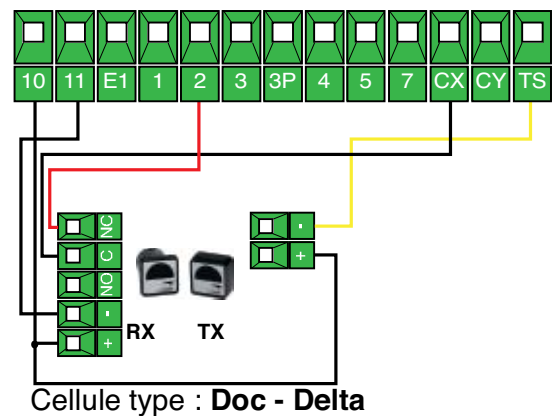 10 11 E1 1 2 3 3P 4 5 7 CX CY TS
NC
-
C
+
NO
-
RX TX
+
Cellule type : Doc - Delta